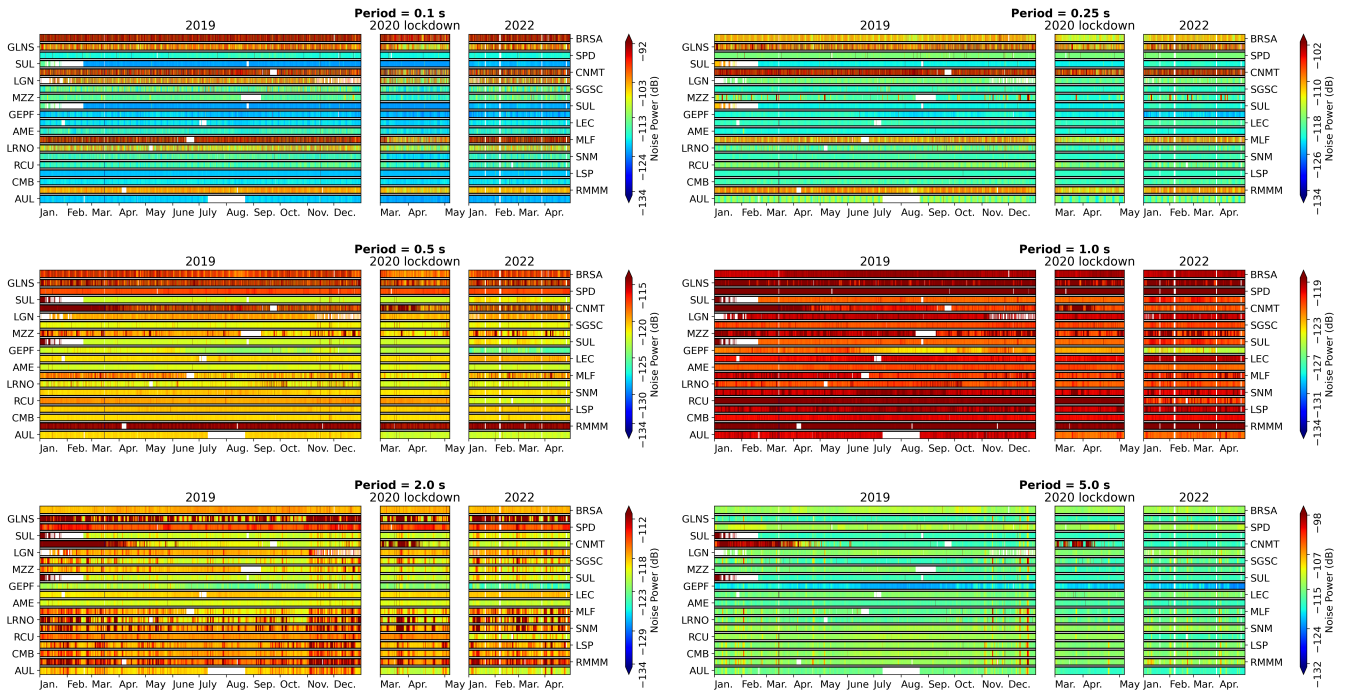 Period = 0.1 s
2019 2020 lockdown 2022
GLNS
SUL
LGN
MZZ
GEPF
AME
LRNO
RCU
CMB
AUL
BRSA
SPD
CNMT
SGSC
SUL
LEC
MLF
SNM
LSP
RMMM
Jan. Feb. Mar. Apr. May June July Aug. Sep. Oct. Nov. Dec. Mar. Apr. May Jan. Feb. Mar. Apr.
−92
−103
−113
−124
−134
Noise Power (dB)
Period = 0.25 s
2019 2020 lockdown 2022
GLNS
SUL
LGN
MZZ
GEPF
AME
LRNO
RCU
CMB
AUL
BRSA
SPD
CNMT
SGSC
SUL
LEC
MLF
SNM
LSP
RMMM
Jan. Feb. Mar. Apr. May June July Aug. Sep. Oct. Nov. Dec. Mar. Apr. May Jan. Feb. Mar. Apr.
−102
−110
−118
−126
−134
Noise Power (dB)
Period = 0.5 s
2019 2020 lockdown 2022
GLNS
SUL
LGN
MZZ
GEPF
AME
LRNO
RCU
CMB
AUL
BRSA
SPD
CNMT
SGSC
SUL
LEC
MLF
SNM
LSP
RMMM
Jan. Feb. Mar. Apr. May June July Aug. Sep. Oct. Nov. Dec. Mar. Apr. May Jan. Feb. Mar. Apr.
−115
−120
−125
−130
−134
Noise Power (dB)
Period = 1.0 s
2019 2020 lockdown 2022
GLNS
SUL
LGN
MZZ
GEPF
AME
LRNO
RCU
CMB
AUL
BRSA
SPD
CNMT
SGSC
SUL
LEC
MLF
SNM
LSP
RMMM
Jan. Feb. Mar. Apr. May June July Aug. Sep. Oct. Nov. Dec. Mar. Apr. May Jan. Feb. Mar. Apr.
−119
−123
−127
−131
−134
Noise Power (dB)
Period = 2.0 s
2019 2020 lockdown 2022
GLNS
SUL
LGN
MZZ
GEPF
AME
LRNO
RCU
CMB
AUL
BRSA
SPD
CNMT
SGSC
SUL
LEC
MLF
SNM
LSP
RMMM
Jan. Feb. Mar. Apr. May June July Aug. Sep. Oct. Nov. Dec. Mar. Apr. May Jan. Feb. Mar. Apr.
−112
−118
−123
−129
−134
Noise Power (dB)
Period = 5.0 s
2019 2020 lockdown 2022
GLNS
SUL
LGN
MZZ
GEPF
AME
LRNO
RCU
CMB
AUL
BRSA
SPD
CNMT
SGSC
SUL
LEC
MLF
SNM
LSP
RMMM
Jan. Feb. Mar. Apr. May June July Aug. Sep. Oct. Nov. Dec. Mar. Apr. May Jan. Feb. Mar. Apr.
−98
−107
−115
−124
−132
Noise Power (dB)